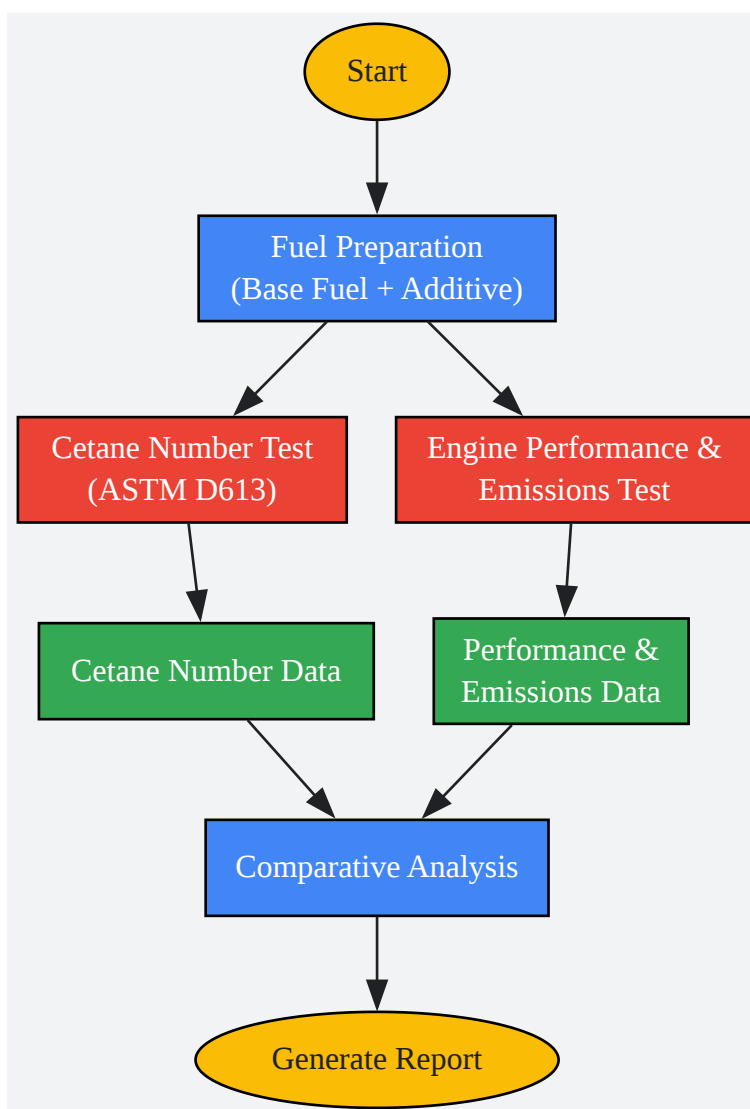 Start
Fuel Preparation
(Base Fuel + Additive)
Cetane Number Test
(ASTM D613)
Engine Performance &
Emissions Test
Cetane Number Data
Performance &
Emissions Data
Comparative Analysis
Generate Report